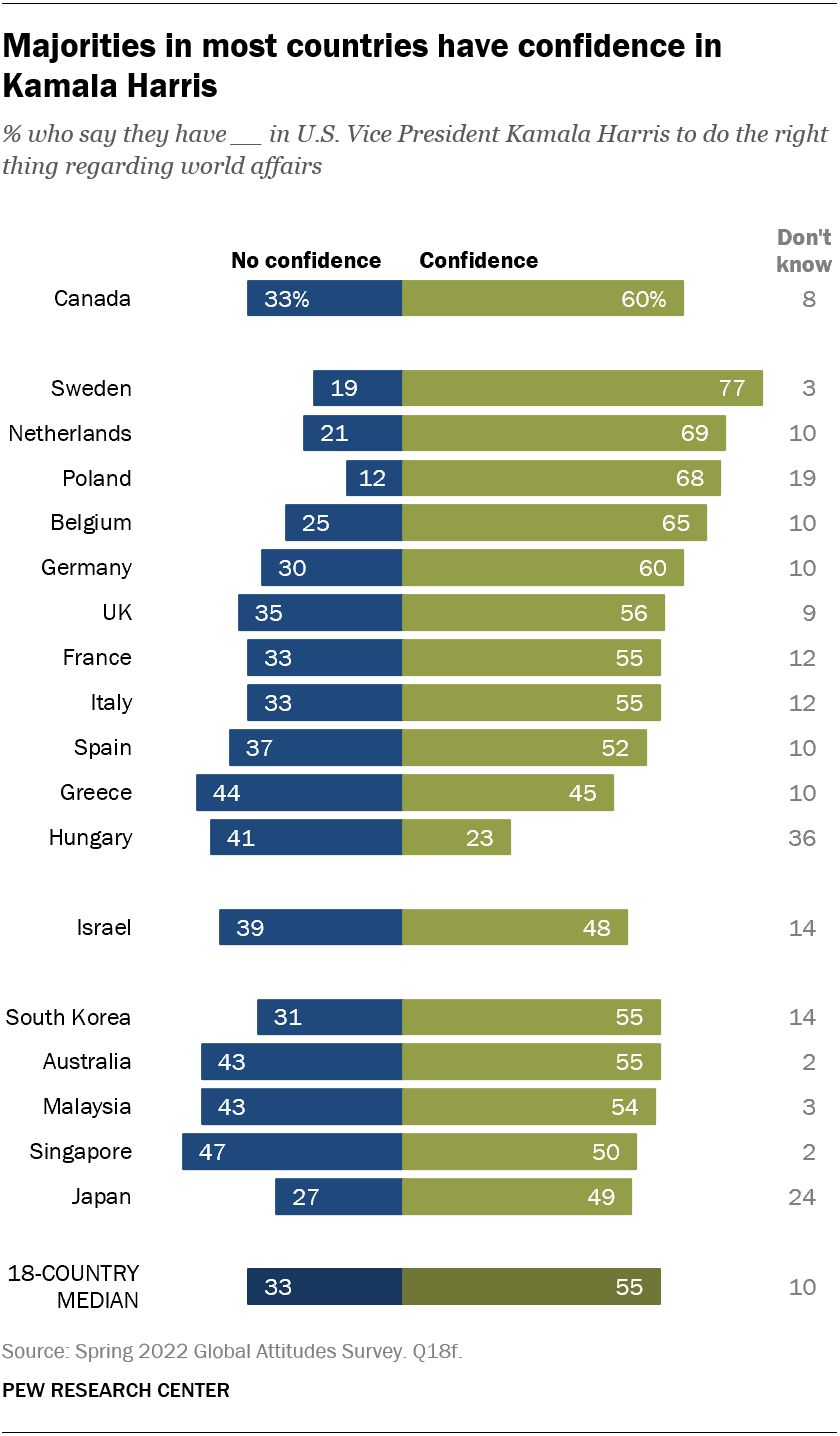 Majorities in most countries have confidence in
Kamala Harris
% who say they have __ in U.S. Vice President Kamala Harris to do the right
thing regarding world affairs
No confidence Confidence Don't know
Canada 33% 60% 8
Sweden 19 77 3
Netherlands 21 69 10
Poland 12 68 19
Belgium 25 65 10
Germany 30 60 10
UK 35 56 9
France 33 55 12
Italy 33 55 12
Spain 37 52 10
Greece 44 45 10
Hungary 41 23 36
Israel 39 48 14
South Korea 31 55 14
Australia 43 55 2
Malaysia 43 54 3
Singapore 47 50 2
Japan 27 49 24
18-COUNTRY
MEDIAN 33 55 10
Source: Spring 2022 Global Attitudes Survey. Q18f.
PEW RESEARCH CENTER